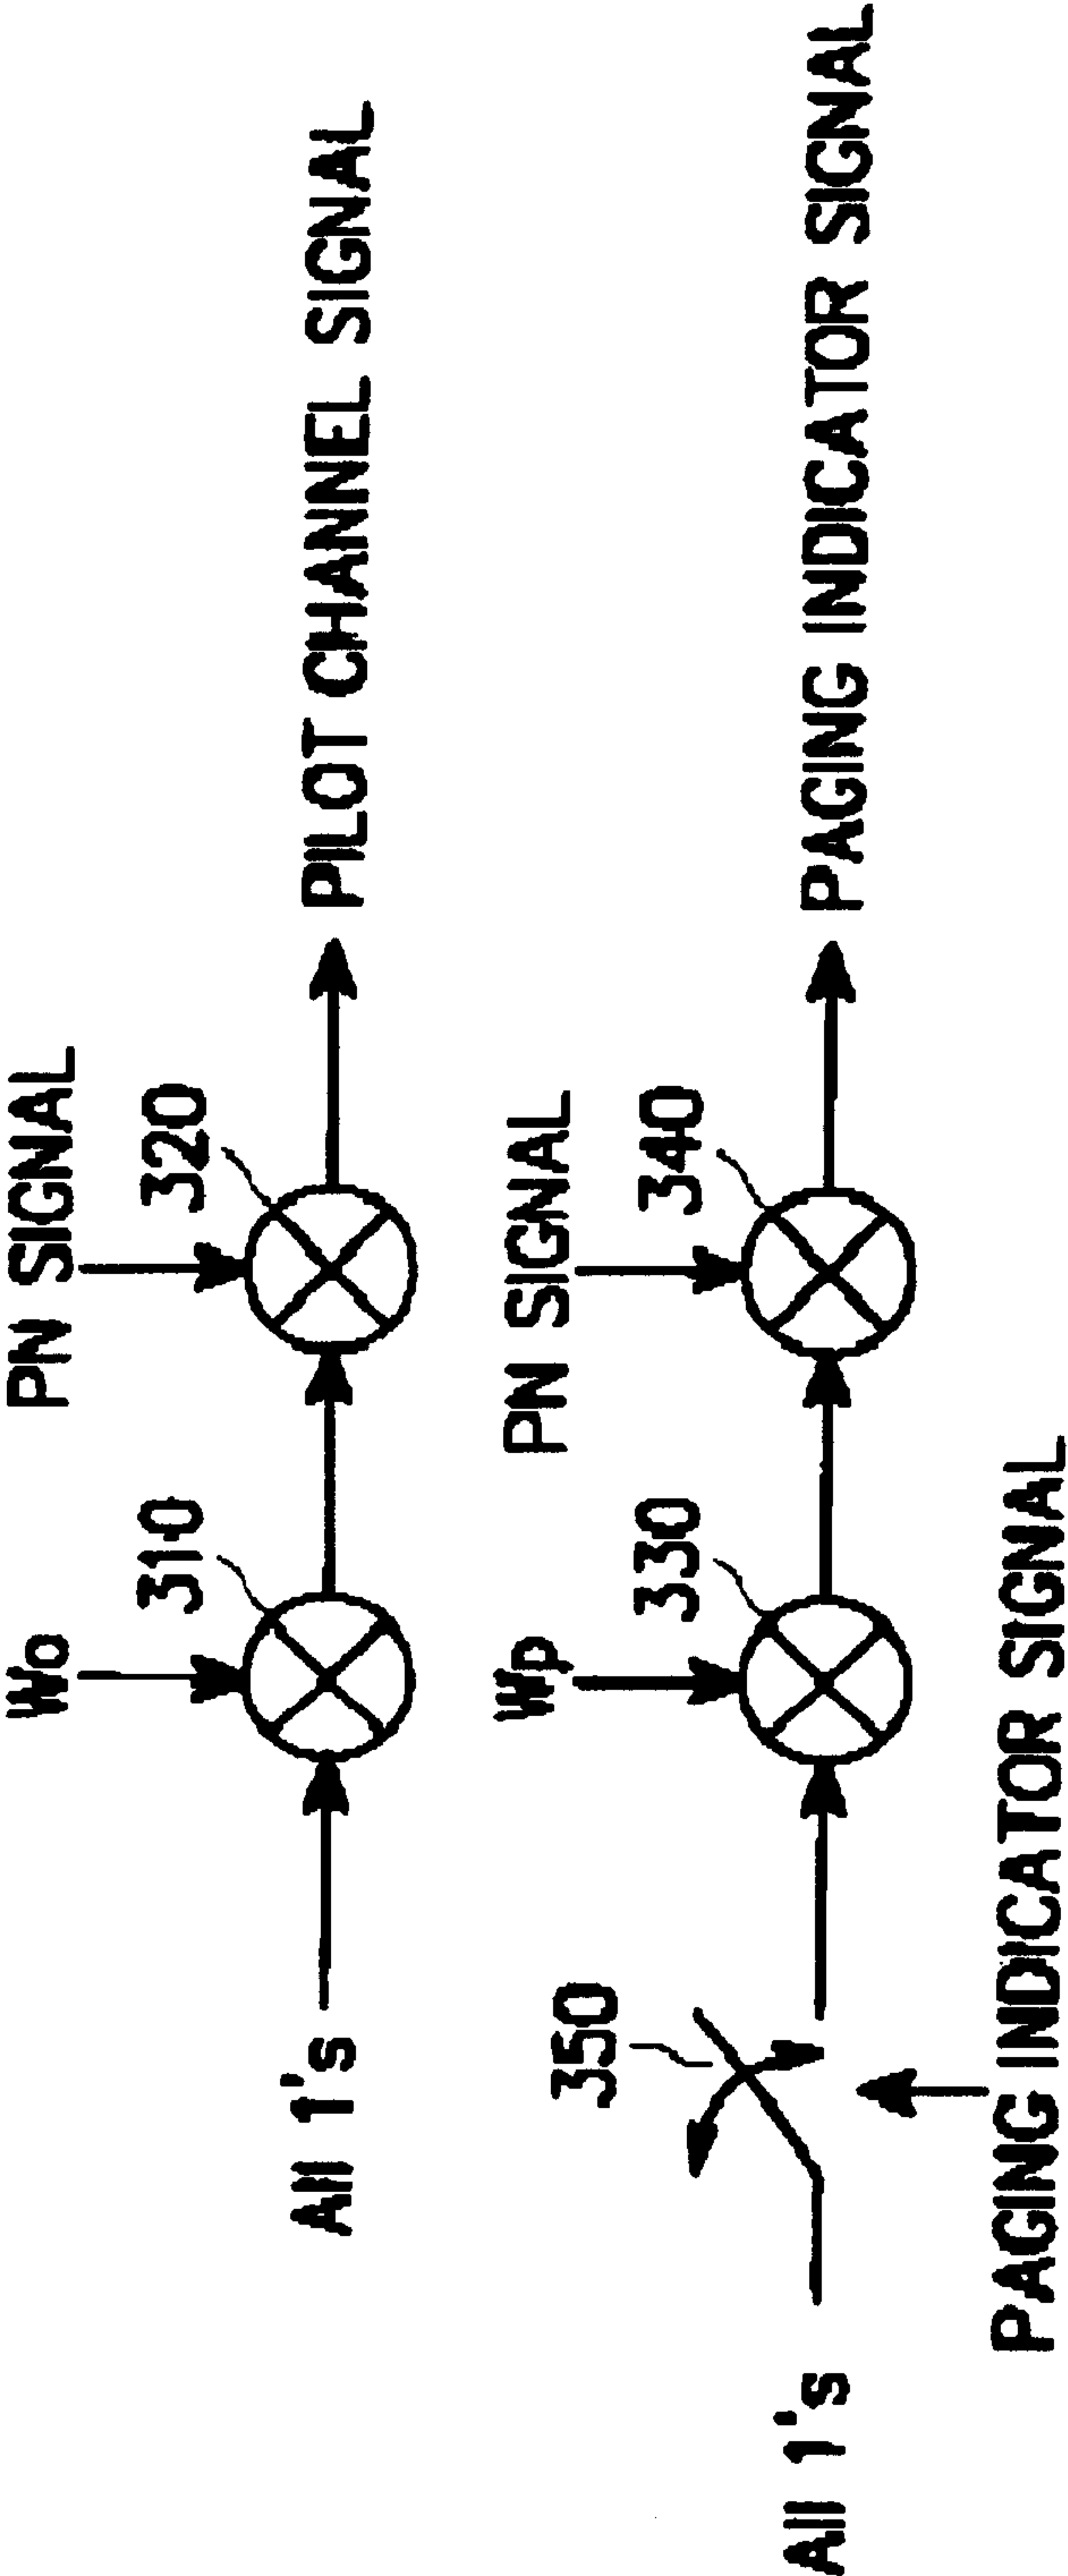 Wo
PN SIGNAL
310
320
All 1's
PILOT CHANNEL SIGNAL
Wp
PN SIGNAL
350
330
340
All 1's
PAGING INDICATOR SIGNAL
PAGING INDICATOR SIGNAL